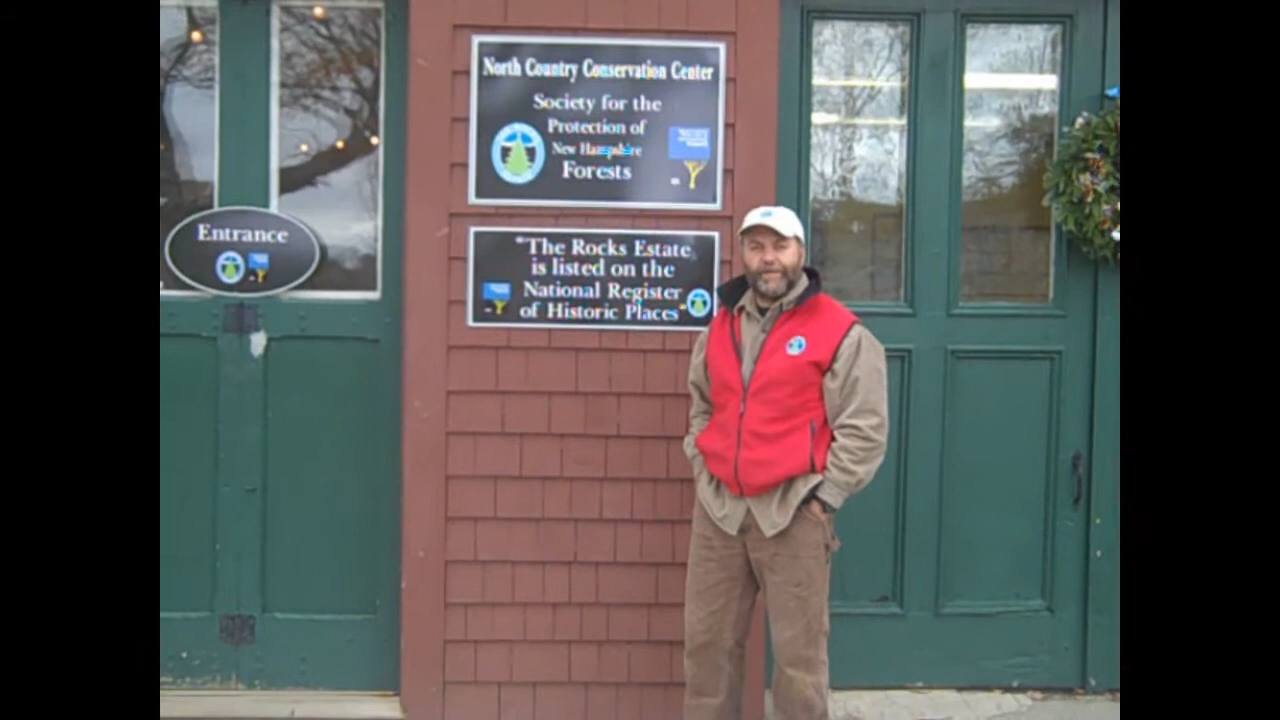 North Country Conservation Center
Society for the
Protection of
New Hampshire
Forests
Entrance
"The Rocks Estate
is listed on the
National Register
of Historic Places"